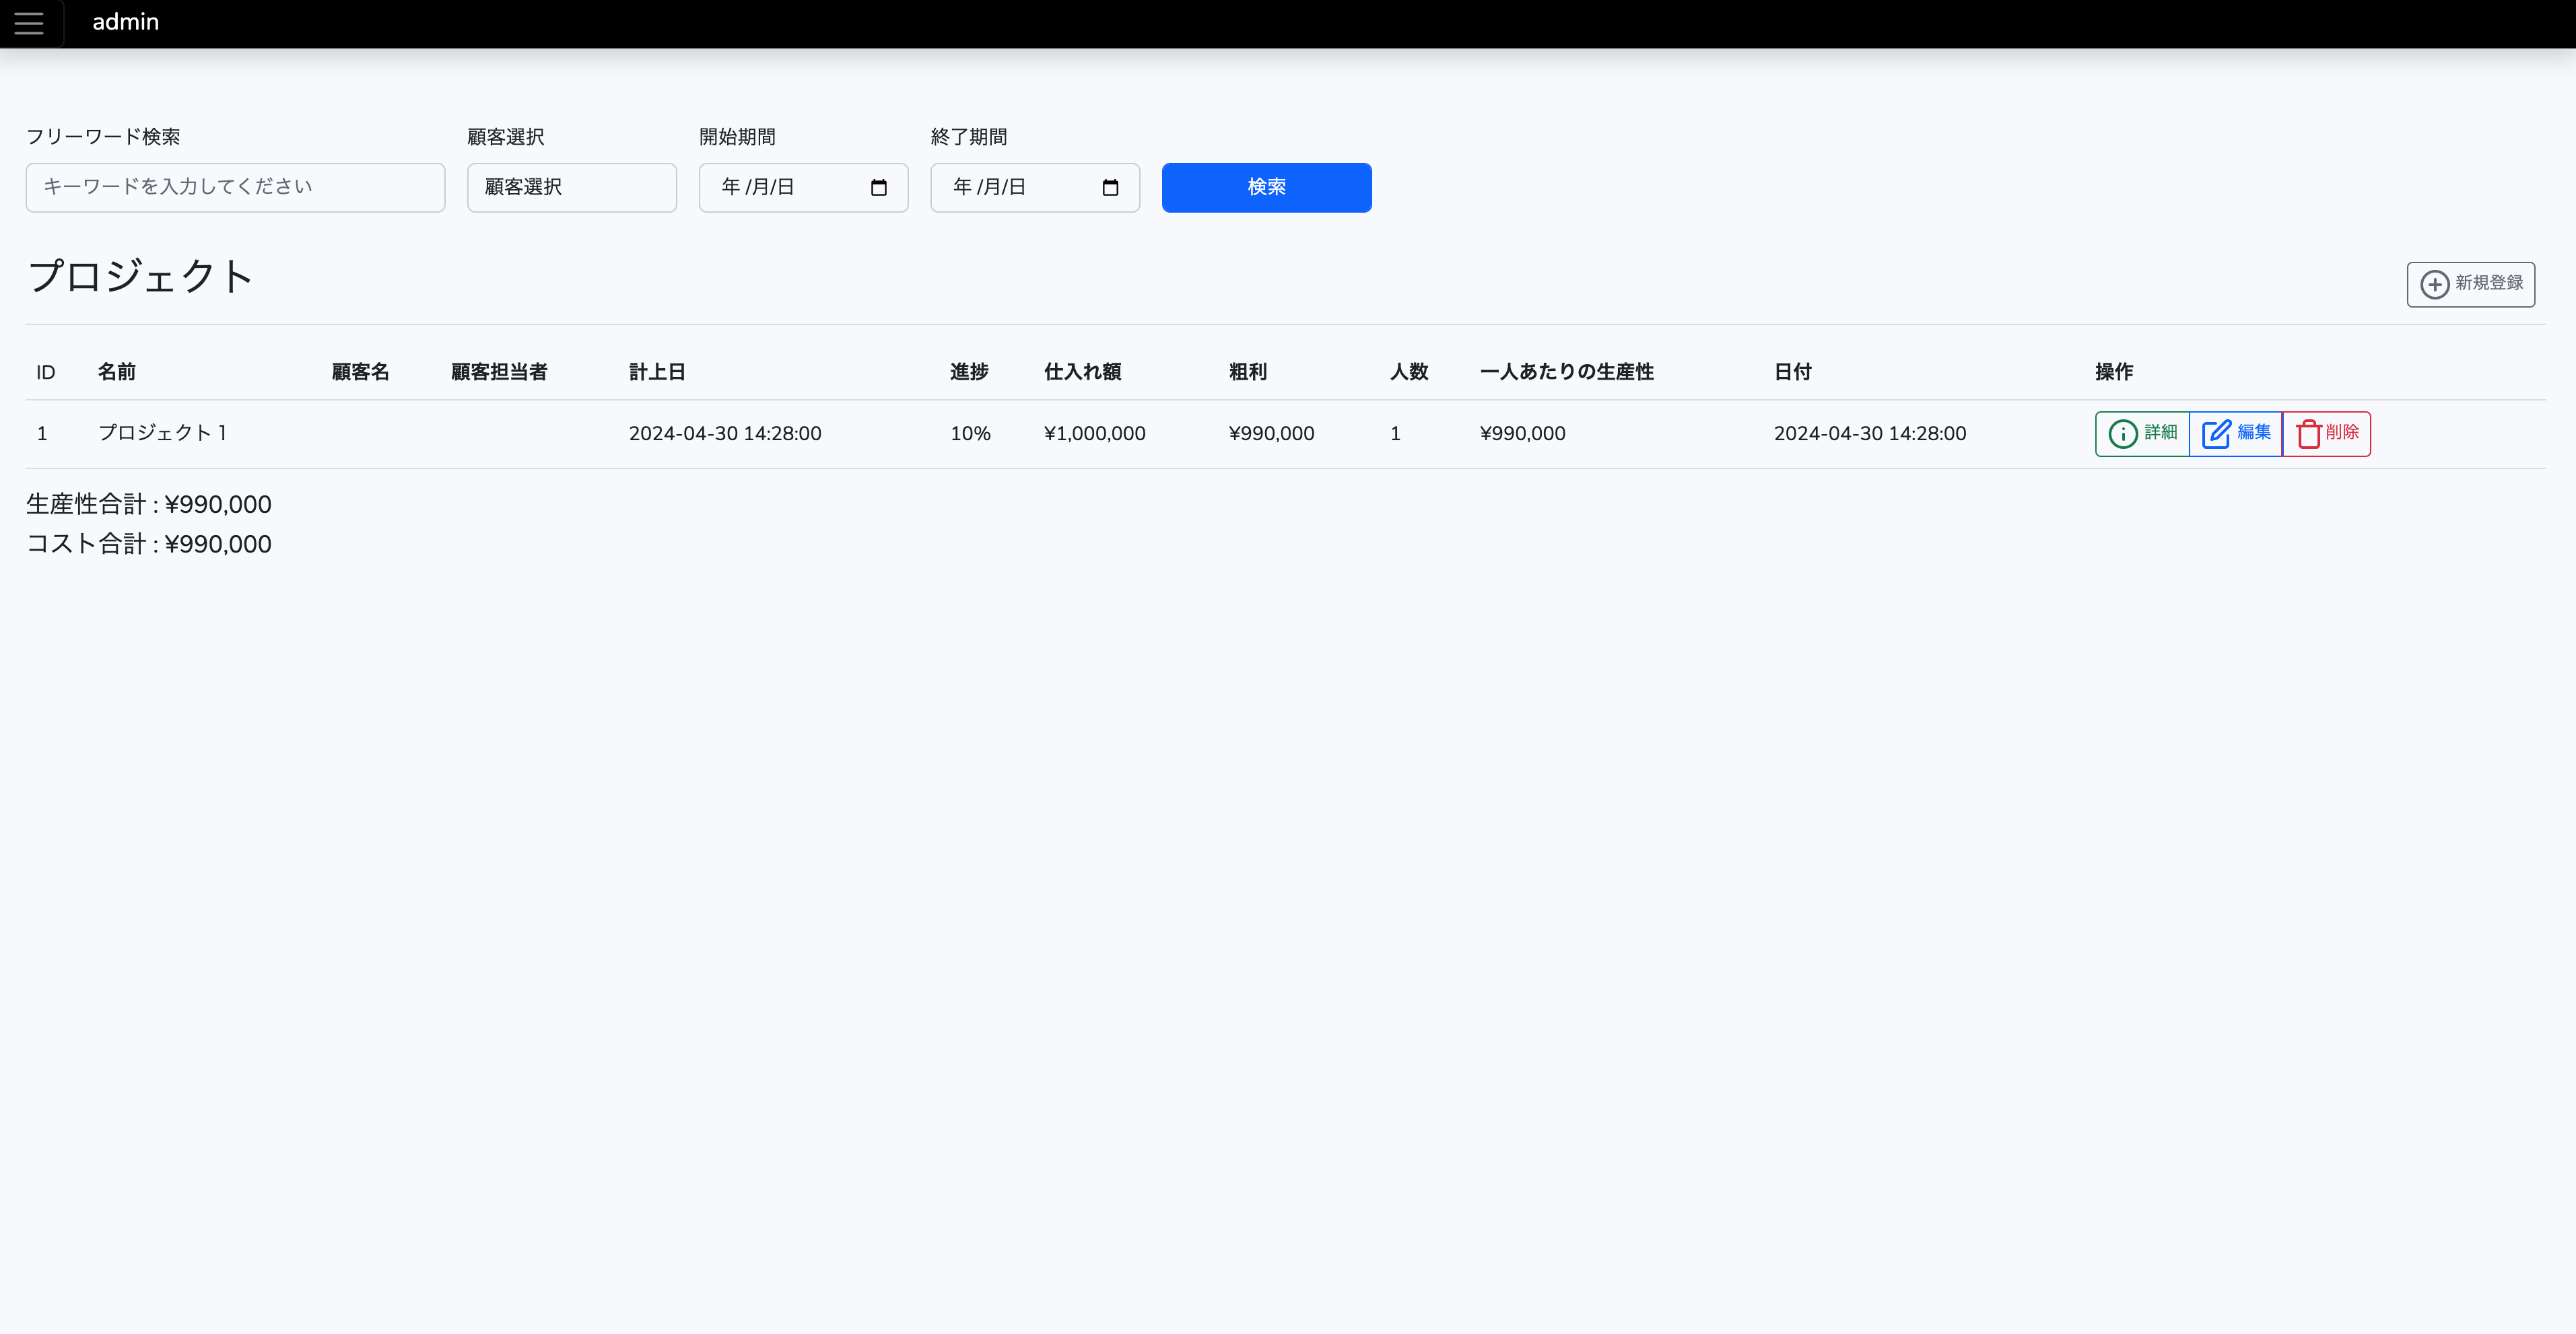 admin
フリーワード検索 顧客選択 開始期間 終了期間
キーワードを入力してください 顧客選択 年 /月/日 年 /月/日 検索
プロジェクト 新規登録
ID 名前 顧客名 顧客担当者 計上日 進捗 仕入れ額 粗利 人数 一人あたりの生産性 日付 操作
1 プロジェクト 1 2024-04-30 14:28:00 10% ¥1,000,000 ¥990,000 1 ¥990,000 2024-04-30 14:28:00 詳細 編集 削除
生産性合計 : ¥990,000
コスト合計 : ¥990,000